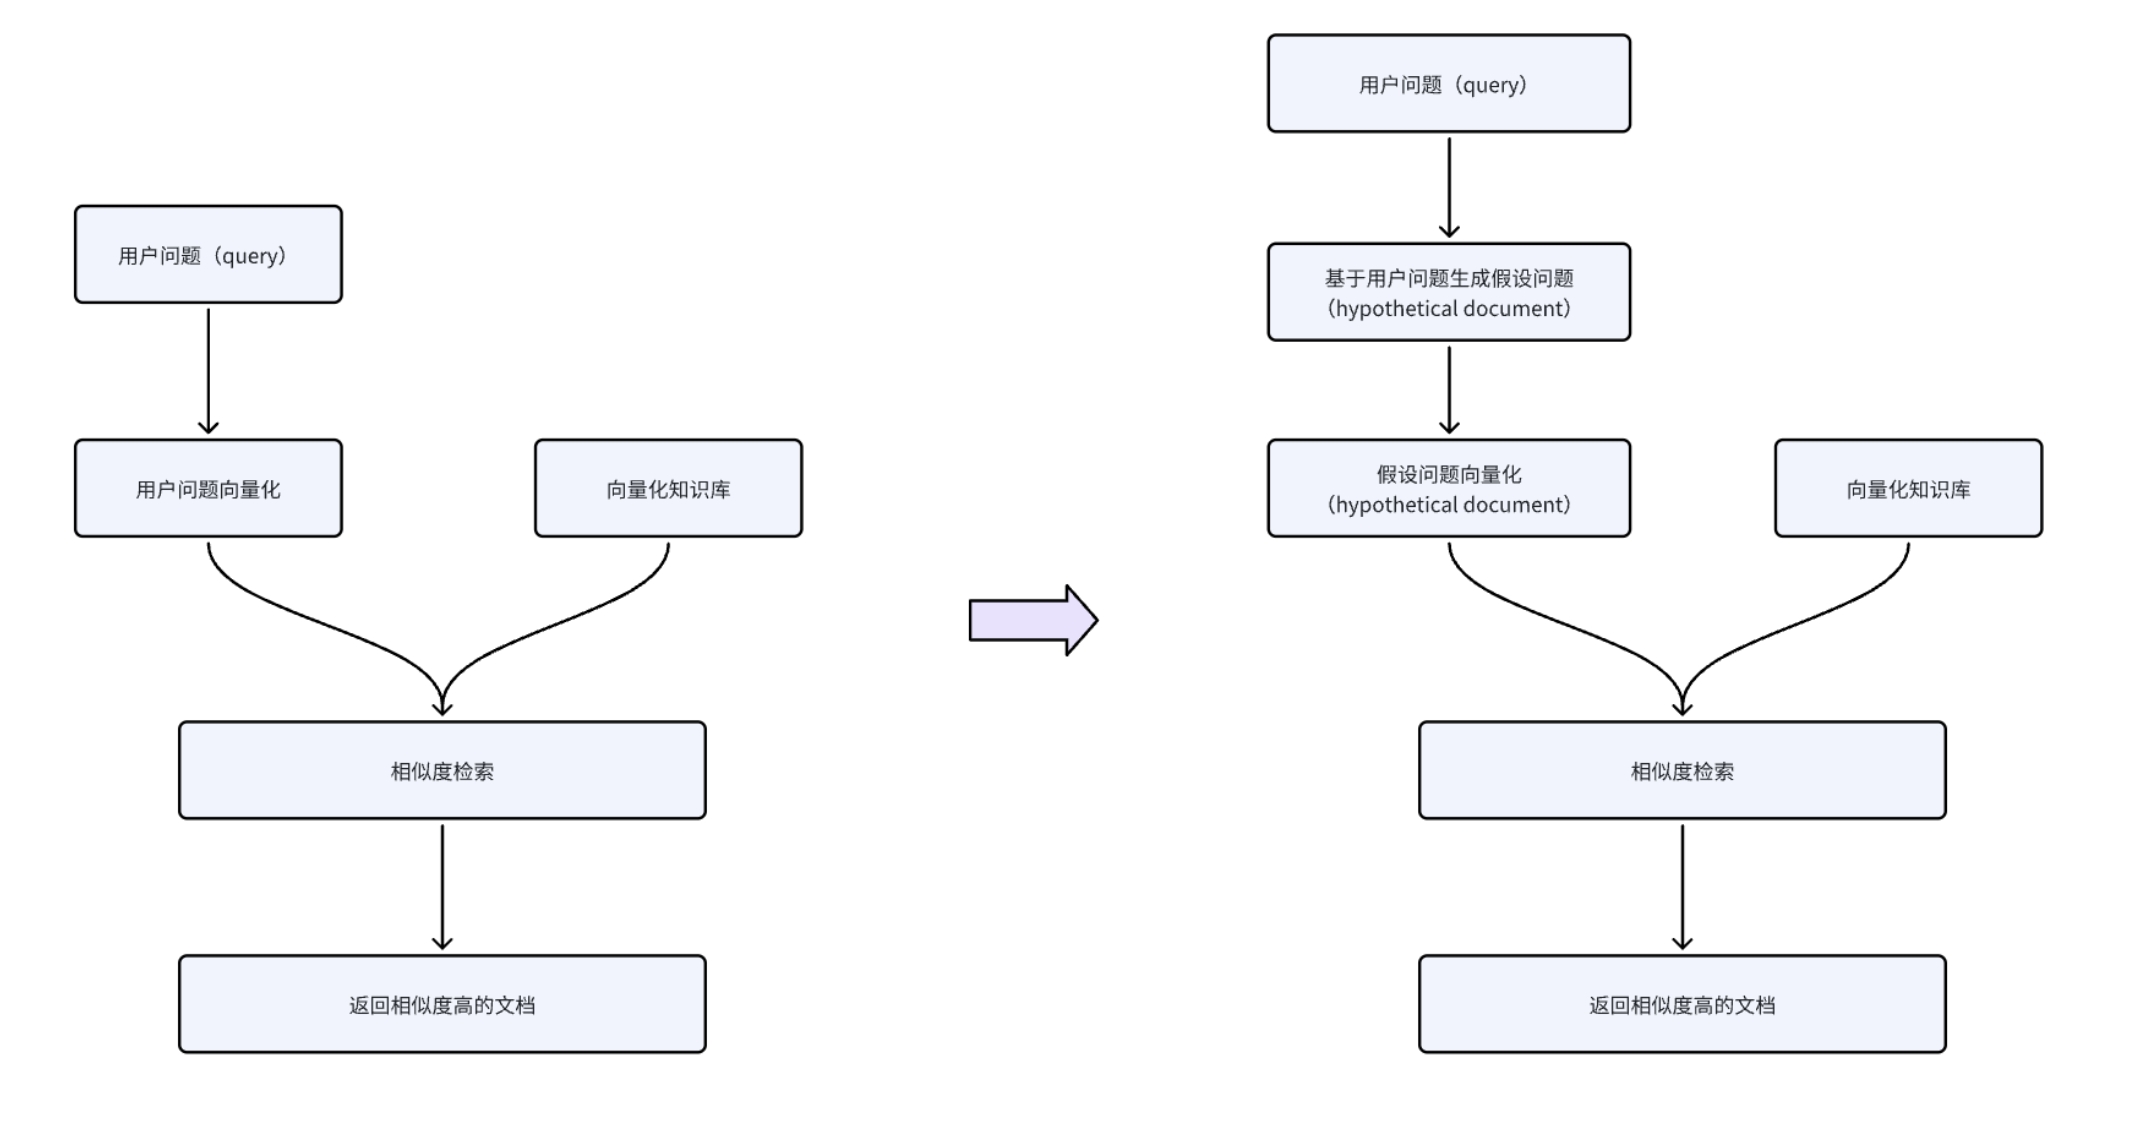 用户问题（query）
用户问题向量化
向量化知识库
相似度检索
返回相似度高的文档
用户问题（query）
基于用户问题生成假设问题
（hypothetical document）
假设问题向量化
（hypothetical document）
向量化知识库
相似度检索
返回相似度高的文档